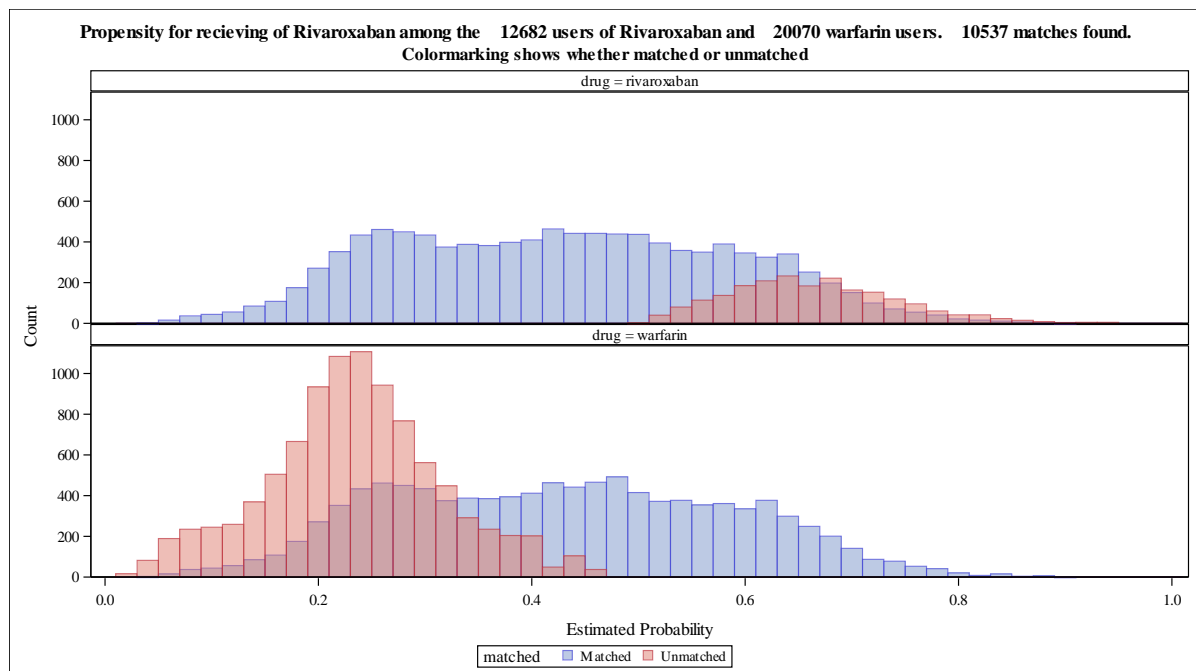 Propensity for recieving of Rivaroxaban among the 12682 users of Rivaroxaban and 20070 warfarin users. 10537 matches found.
Colormarking shows whether matched or unmatched
drug = rivaroxaban
1000
800
600
400
200
0
Count
drug = warfarin
1000
800
600
400
200
0
0.0 0.2 0.4 0.6 0.8 1.0
Estimated Probability
matched Matched Unmatched